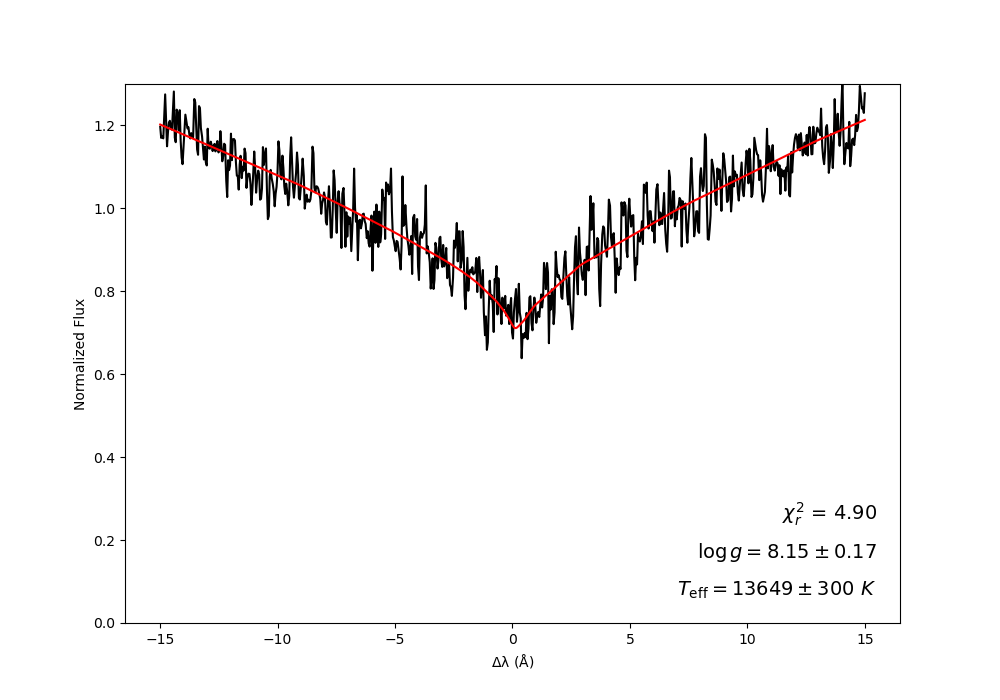 1.2
1.0
0.8
0.6
0.4
0.2
0.0
Normalized Flux
χ²ᵣ = 4.90
log g = 8.15 ± 0.17
T_eff = 13649 ± 300 K
−15 −10 −5 0 5 10 15
Δλ (Å)